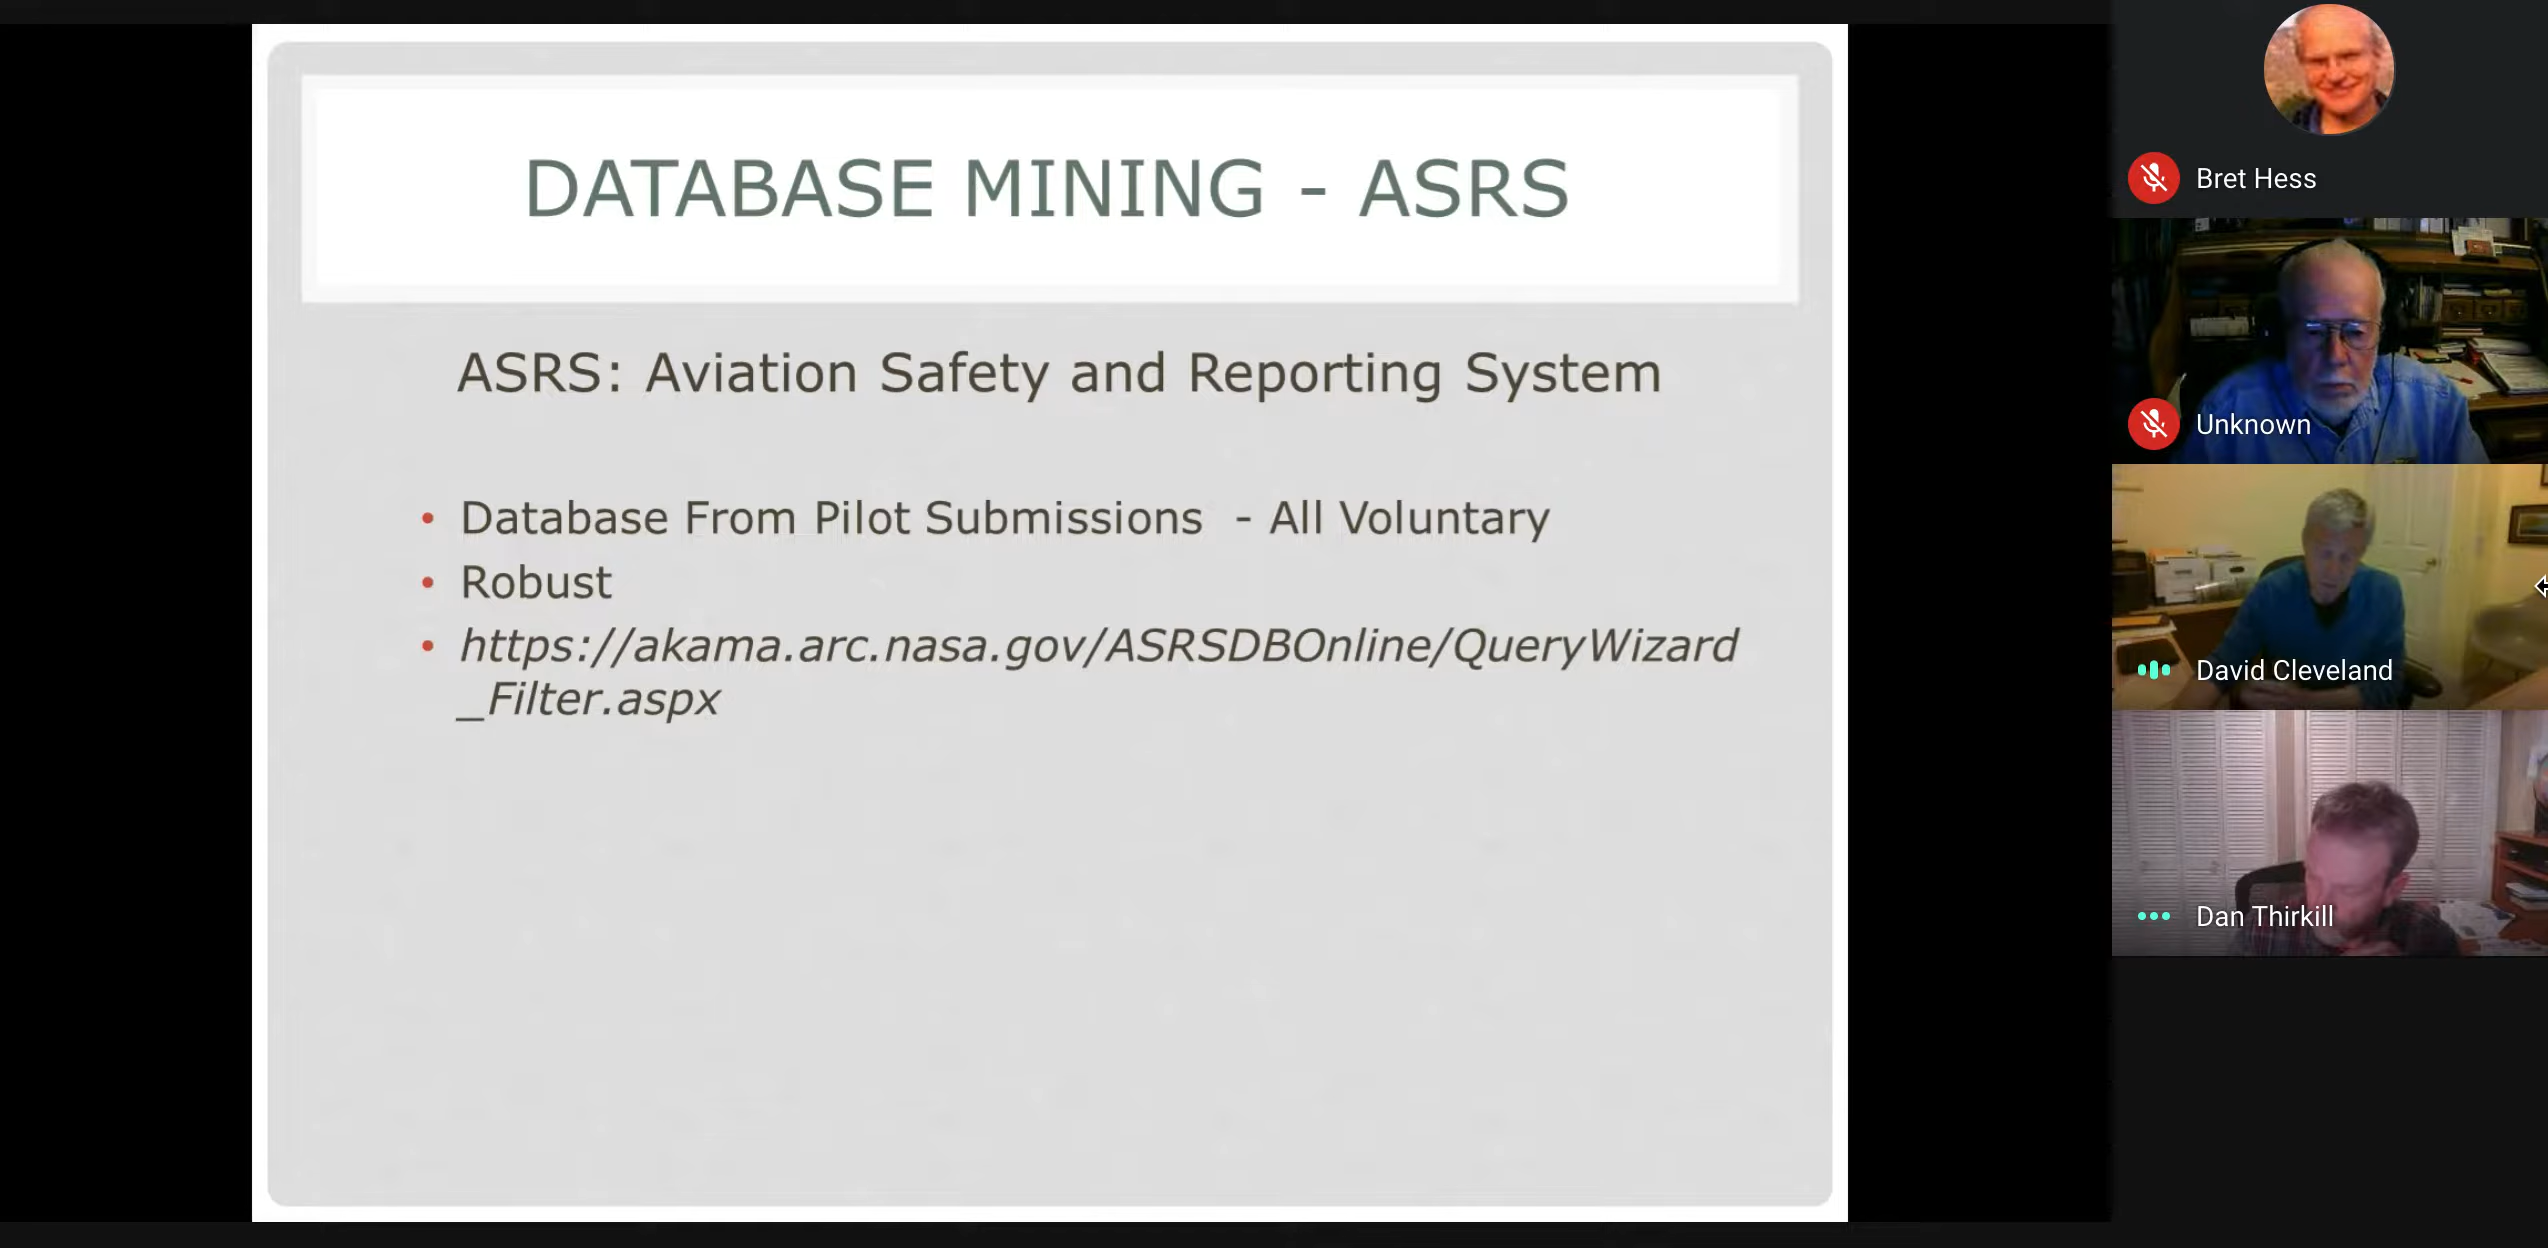 DATABASE MINING - ASRS
ASRS: Aviation Safety and Reporting System
• Database From Pilot Submissions - All Voluntary
• Robust
• https://akama.arc.nasa.gov/ASRSDBOnline/QueryWizard
_Filter.aspx
Bret Hess
Unknown
David Cleveland
Dan Thirkill